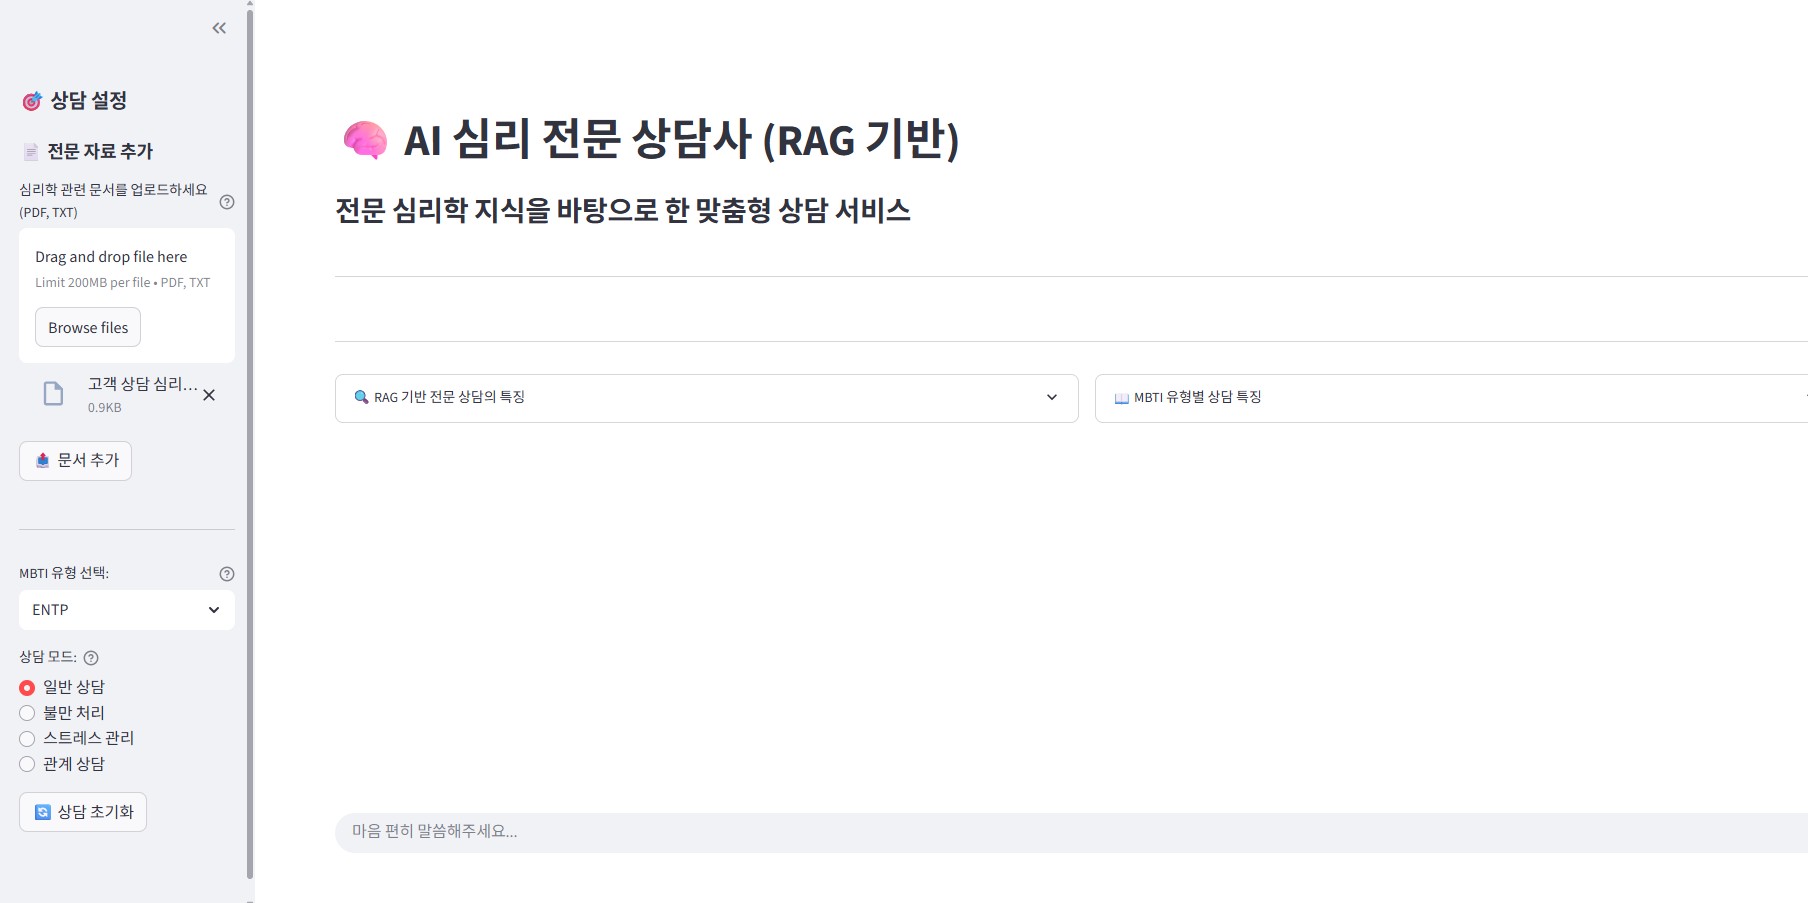 상담 설정
전문 자료 추가
심리학 관련 문서를 업로드하세요
(PDF, TXT)
Drag and drop file here
Limit 200MB per file • PDF, TXT
Browse files
고객 상담 심리...
0.9KB
문서 추가
MBTI 유형 선택:
ENTP
상담 모드:
일반 상담
불만 처리
스트레스 관리
관계 상담
상담 초기화
AI 심리 전문 상담사 (RAG 기반)
전문 심리학 지식을 바탕으로 한 맞춤형 상담 서비스
RAG 기반 전문 상담의 특징
MBTI 유형별 상담 특징
마음 편히 말씀해주세요...